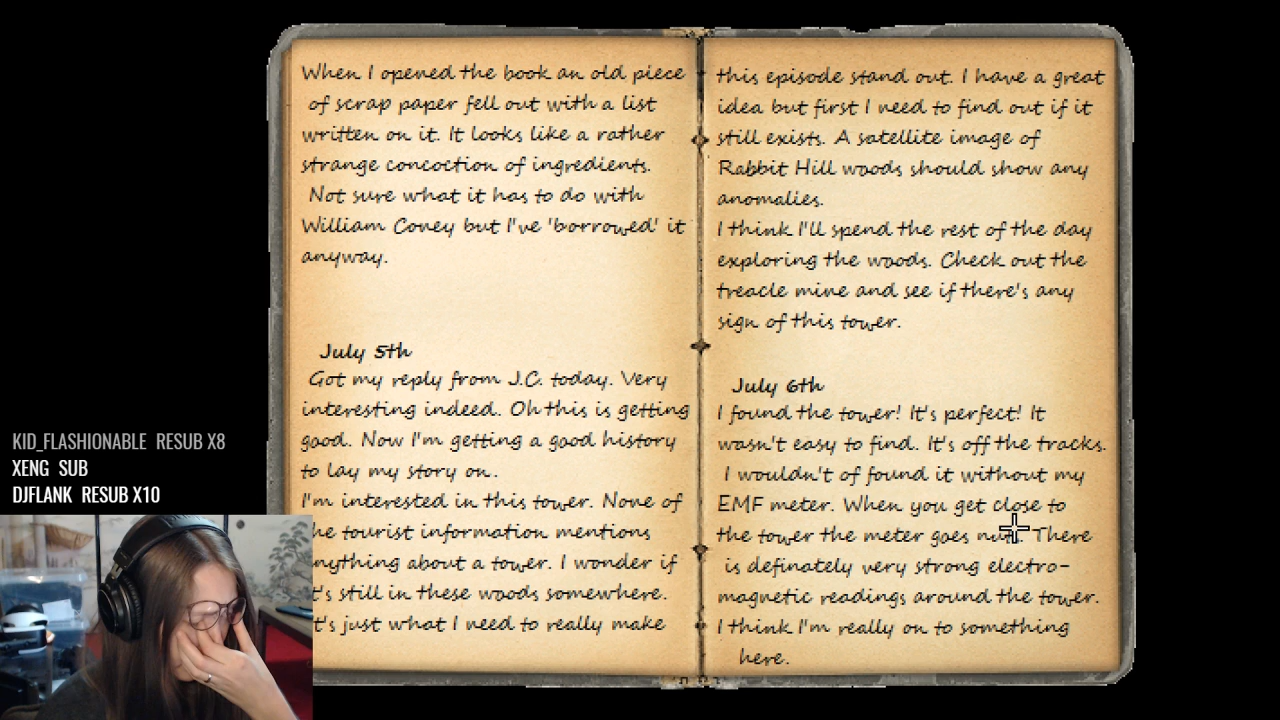 When I opened the book an old piece
of scrap paper fell out with a list
written on it. It looks like a rather
strange concoction of ingredients.
Not sure what it has to do with
William Coney but I've 'borrowed' it
anyway.
July 5th
Got my reply from J.C. today. Very
interesting indeed. Oh this is getting
good. Now I'm getting a good history
to lay my story on.
I'm interested in this tower. None of
the tourist information mentions
anything about a tower. I wonder if
it's still in these woods somewhere.
It's just what I need to really make
this episode stand out. I have a great
idea but first I need to find out if it
still exists. A satellite image of
Rabbit Hill woods should show any
anomalies.
I think I'll spend the rest of the day
exploring the woods. Check out the
treacle mine and see if there's any
sign of this tower.
July 6th
I found the tower! It's perfect! It
wasn't easy to find. It's off the tracks.
I wouldn't of found it without my
EMF meter. When you get close to
the tower the meter goes nuts. There
is definately very strong electro-
magnetic readings around the tower.
I think I'm really on to something
here.
KID_FLASHIONABLE RESUB X8
XENG SUB
DJFLANK RESUB X10